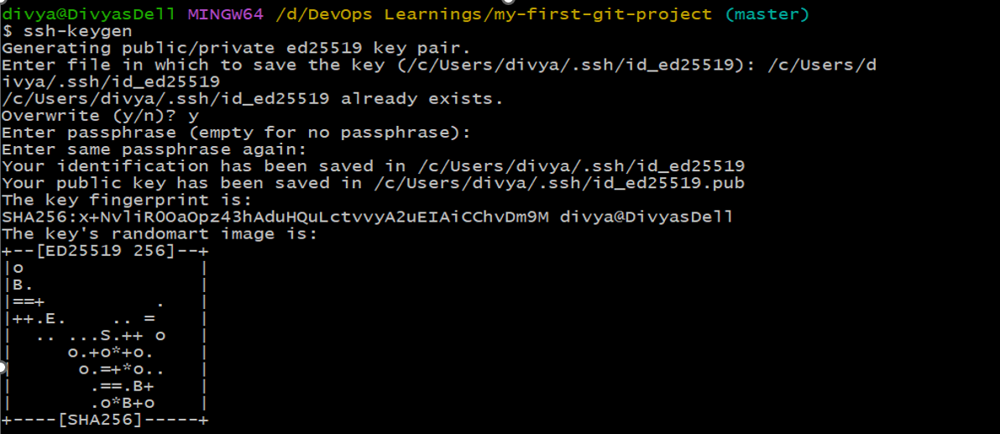 divya@DivyasDell MINGW64 /d/DevOps Learnings/my-first-git-project (master)
$ ssh-keygen
Generating public/private ed25519 key pair.
Enter file in which to save the key (/c/Users/divya/.ssh/id_ed25519): /c/Users/d
ivya/.ssh/id_ed25519
/c/Users/divya/.ssh/id_ed25519 already exists.
Overwrite (y/n)? y
Enter passphrase (empty for no passphrase):
Enter same passphrase again:
Your identification has been saved in /c/Users/divya/.ssh/id_ed25519
Your public key has been saved in /c/Users/divya/.ssh/id_ed25519.pub
The key fingerprint is:
SHA256:x+NvliROOaOpz43hAduHQuLctvvyA2uEIAiCChvDm9M divya@DivyasDell
The key's randomart image is:
+--[ED25519 256]--+
|o                |
|B.               |
|==+          .   |
|++.E.    .. =    |
|  .. ...S.++ o   |
|     o.+o*+o.    |
|      o.=+*o..   |
|       .==.B+    |
|       .o*B+o    |
+----[SHA256]-----+